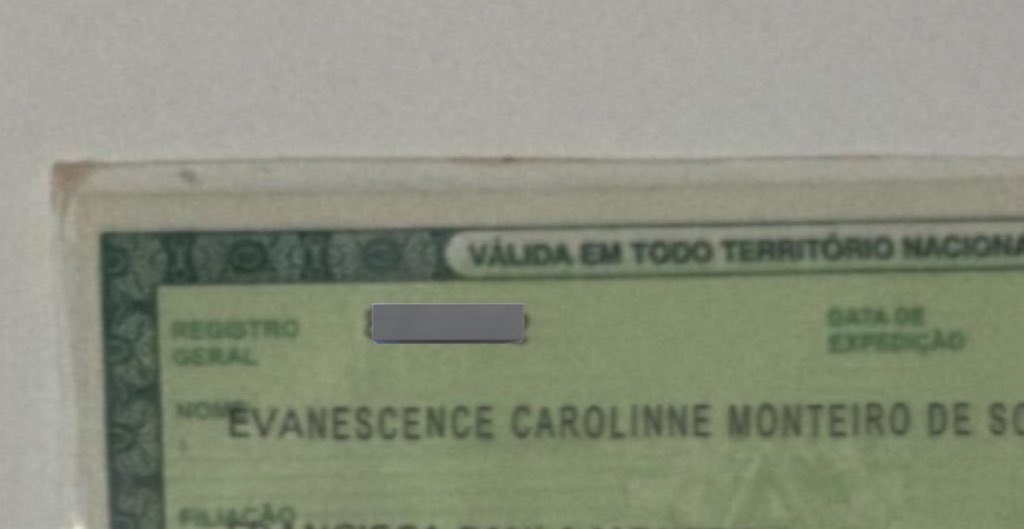 VÁLIDA EM TODO TERRITÓRIO NACIONA
REGISTRO
GERAL
DATA DE
EXPEDIÇÃO
NOME
EVANESCENCE CAROLINNE MONTEIRO DE SO
FILIAÇÃO